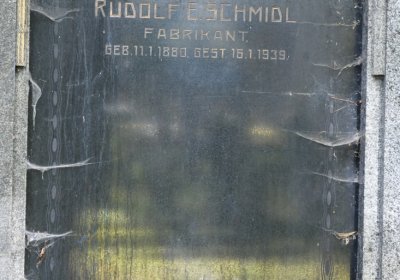 RUDOLF E. SCHMIDL
FABRIKANT.
GEB. 11. 1. 1880, GEST. 16. 1. 1939.